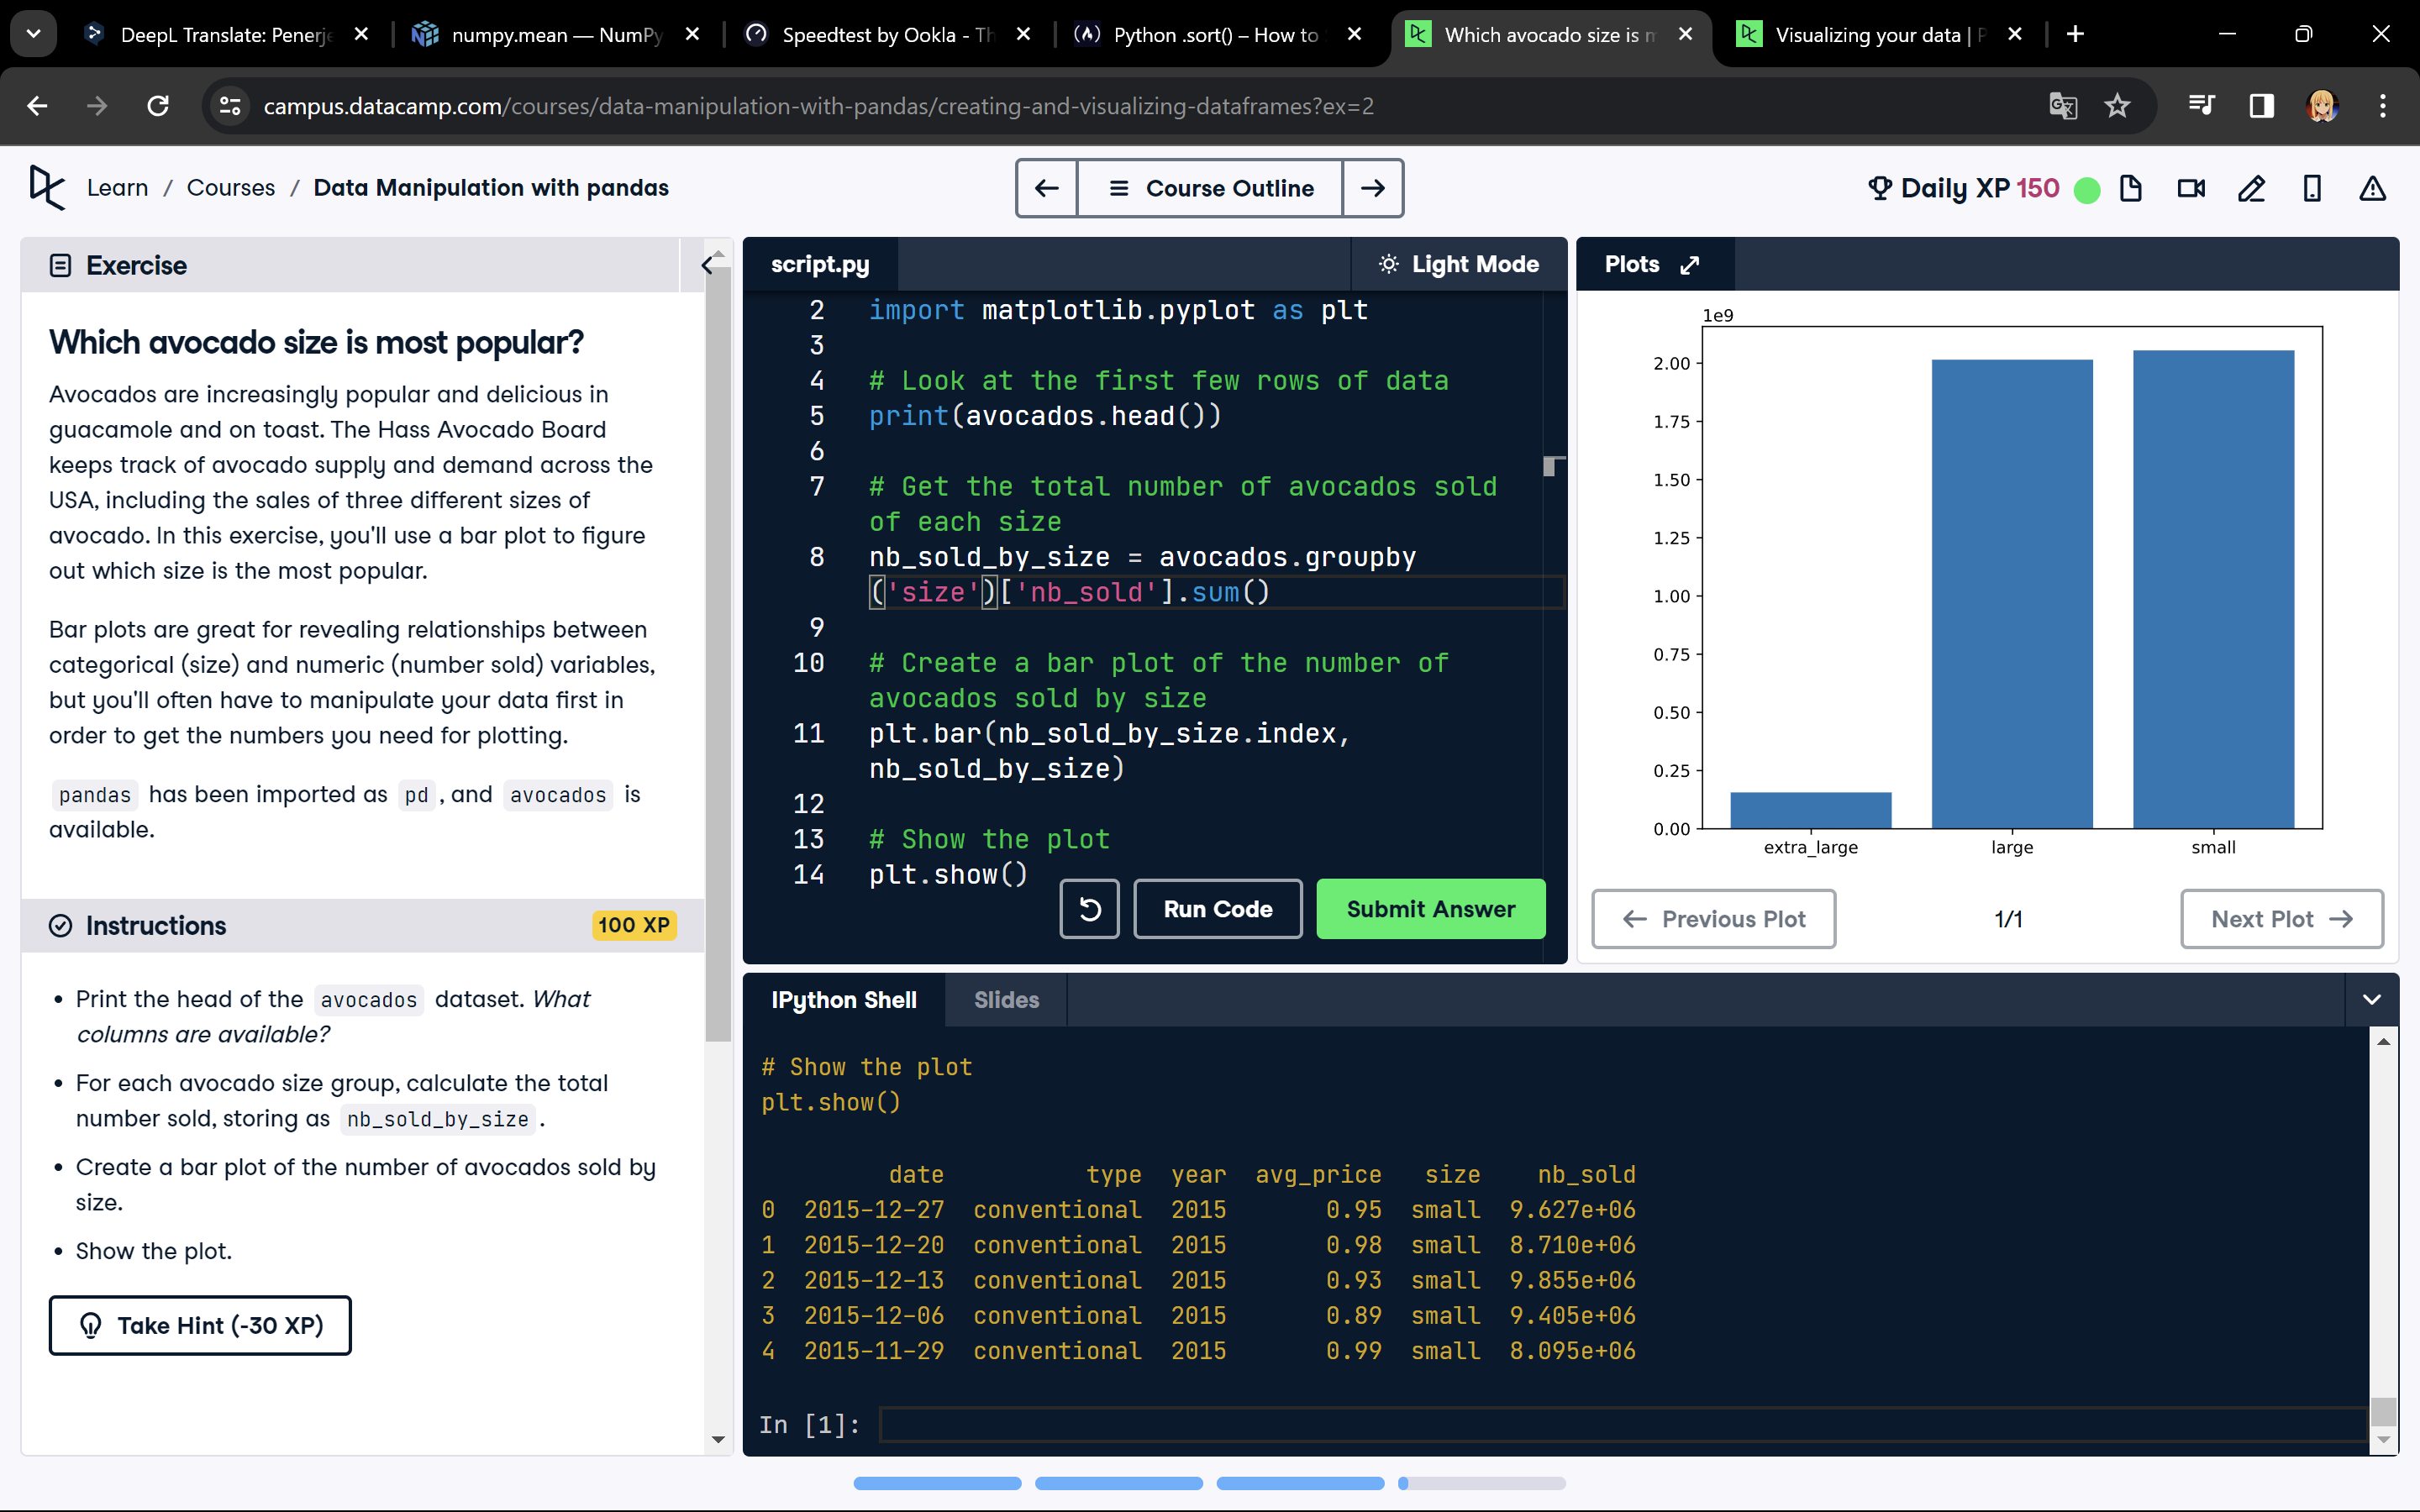 DeepL Translate: Penerje
numpy.mean — NumPy
Speedtest by Ookla - Th
Python .sort() – How to
Which avocado size is m
Visualizing your data | P
campus.datacamp.com/courses/data-manipulation-with-pandas/creating-and-visualizing-dataframes?ex=2
Learn / Courses / Data Manipulation with pandas
Course Outline
Daily XP 150
Exercise
Which avocado size is most popular?
Avocados are increasingly popular and delicious in
guacamole and on toast. The Hass Avocado Board
keeps track of avocado supply and demand across the
USA, including the sales of three different sizes of
avocado. In this exercise, you'll use a bar plot to figure
out which size is the most popular.
Bar plots are great for revealing relationships between
categorical (size) and numeric (number sold) variables,
but you'll often have to manipulate your data first in
order to get the numbers you need for plotting.
pandas has been imported as pd, and avocados is
available.
Instructions
100 XP
• Print the head of the avocados dataset. What
columns are available?
• For each avocado size group, calculate the total
number sold, storing as nb_sold_by_size.
• Create a bar plot of the number of avocados sold by
size.
• Show the plot.
Take Hint (-30 XP)
script.py
Light Mode
2 import matplotlib.pyplot as plt
3
4 # Look at the first few rows of data
5 print(avocados.head())
6
7 # Get the total number of avocados sold
of each size
8 nb_sold_by_size = avocados.groupby
('size')['nb_sold'].sum()
9
10 # Create a bar plot of the number of
avocados sold by size
11 plt.bar(nb_sold_by_size.index,
nb_sold_by_size)
12
13 # Show the plot
14 plt.show()
Run Code
Submit Answer
Plots
1e9
2.00
1.75
1.50
1.25
1.00
0.75
0.50
0.25
0.00
extra_large large small
Previous Plot
1/1
Next Plot
IPython Shell
Slides
# Show the plot
plt.show()
date type year avg_price size nb_sold
0 2015-12-27 conventional 2015 0.95 small 9.627e+06
1 2015-12-20 conventional 2015 0.98 small 8.710e+06
2 2015-12-13 conventional 2015 0.93 small 9.855e+06
3 2015-12-06 conventional 2015 0.89 small 9.405e+06
4 2015-11-29 conventional 2015 0.99 small 8.095e+06
In [1]: